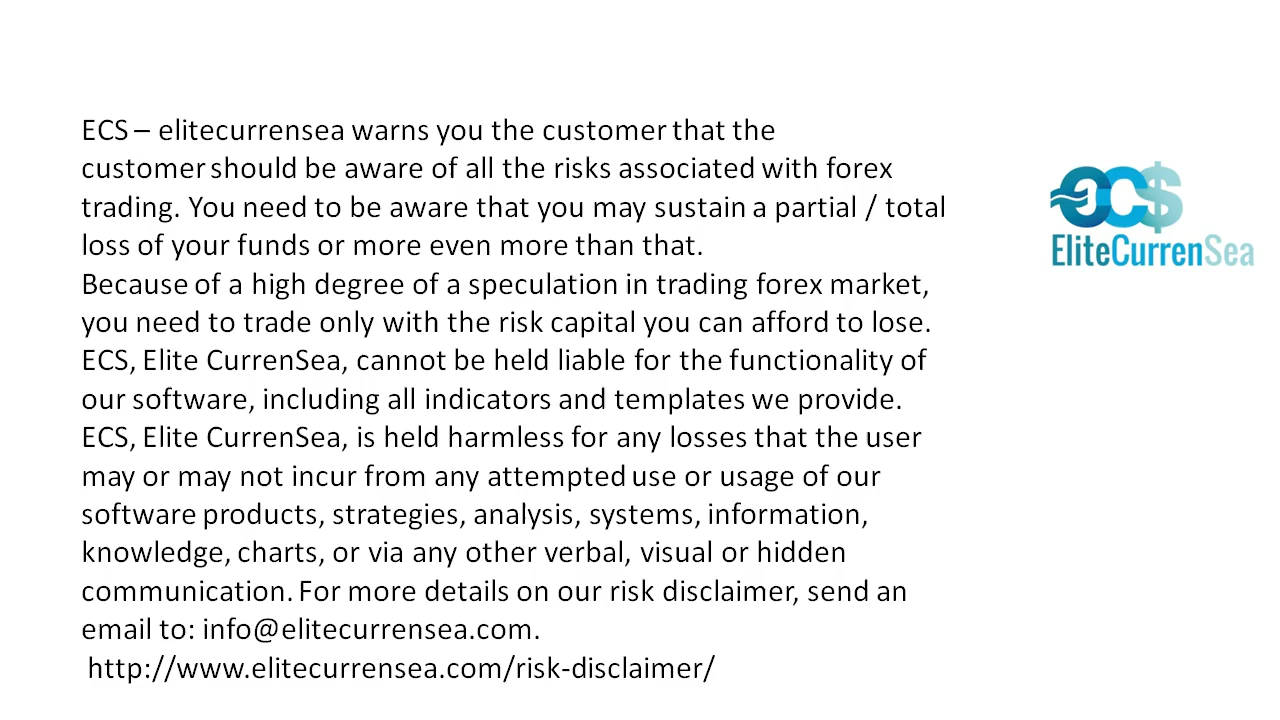 ECS – elitecurrensea warns you the customer that the
customer should be aware of all the risks associated with forex
trading. You need to be aware that you may sustain a partial / total
loss of your funds or more even more than that.
Because of a high degree of a speculation in trading forex market,
you need to trade only with the risk capital you can afford to lose.
ECS, Elite CurrenSea, cannot be held liable for the functionality of
our software, including all indicators and templates we provide.
ECS, Elite CurrenSea, is held harmless for any losses that the user
may or may not incur from any attempted use or usage of our
software products, strategies, analysis, systems, information,
knowledge, charts, or via any other verbal, visual or hidden
communication. For more details on our risk disclaimer, send an
email to: info@elitecurrensea.com.
http://www.elitecurrensea.com/risk-disclaimer/
eC$
EliteCurrenSea